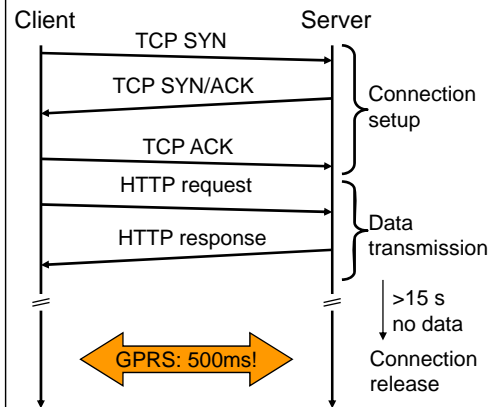 Client
Server
TCP SYN
TCP SYN/ACK
Connection
setup
TCP ACK
HTTP request
HTTP response
Data
transmission
>15 s
no data
GPRS: 500ms!
Connection
release